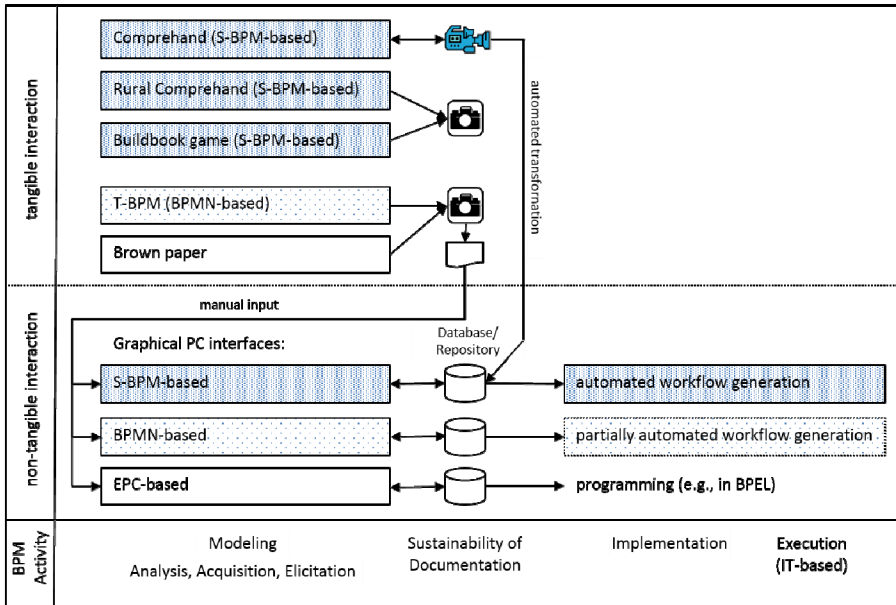 tangible interaction
Comprehand (S-BPM-based)
Rural Comprehand (S-BPM-based)
Buildbook game (S-BPM-based)
T-BPM (BPMN-based)
Brown paper
automated transformation
non-tangible interaction
manual input
Graphical PC interfaces:
Database/
Repository
S-BPM-based
automated workflow generation
BPMN-based
partially automated workflow generation
EPC-based
programming (e.g., in BPEL)
BPM
Activity
Modeling
Analysis, Acquisition, Elicitation
Sustainability of
Documentation
Implementation
Execution
(IT-based)